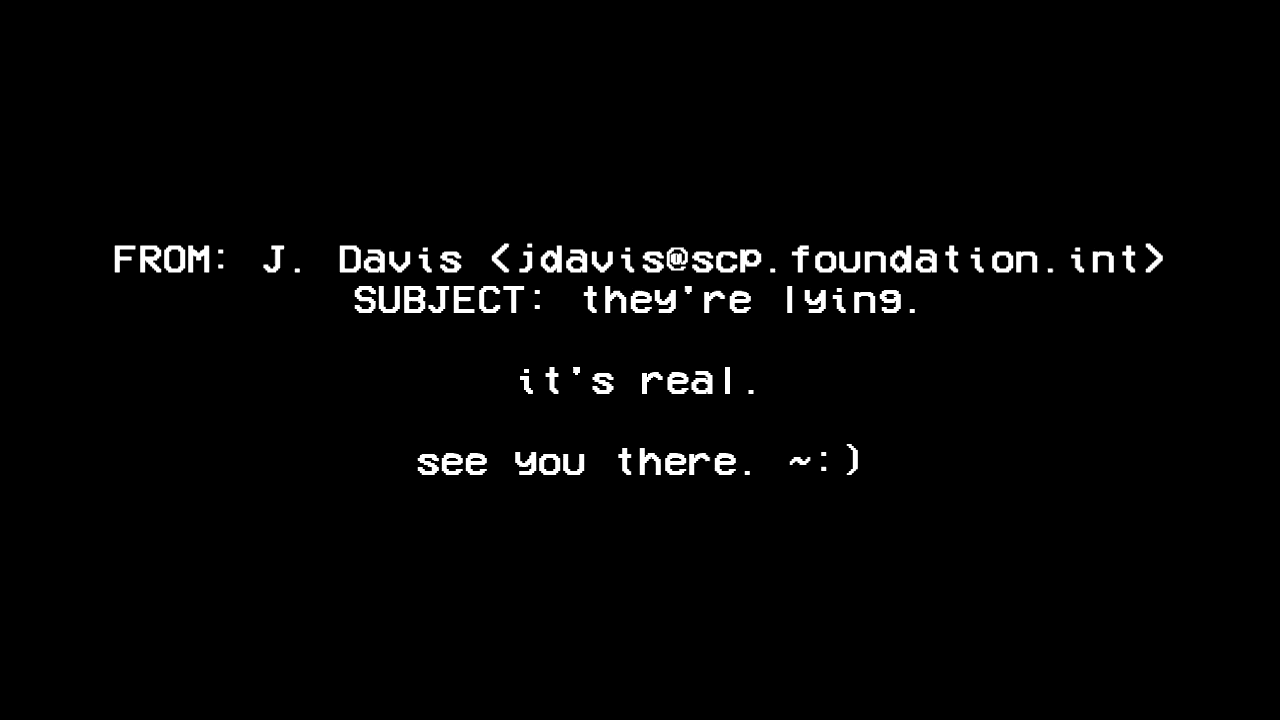 FROM: J. Davis <jdavis@scp.foundation.int>
SUBJECT: they're lying.
it's real.
see you there. ~:)